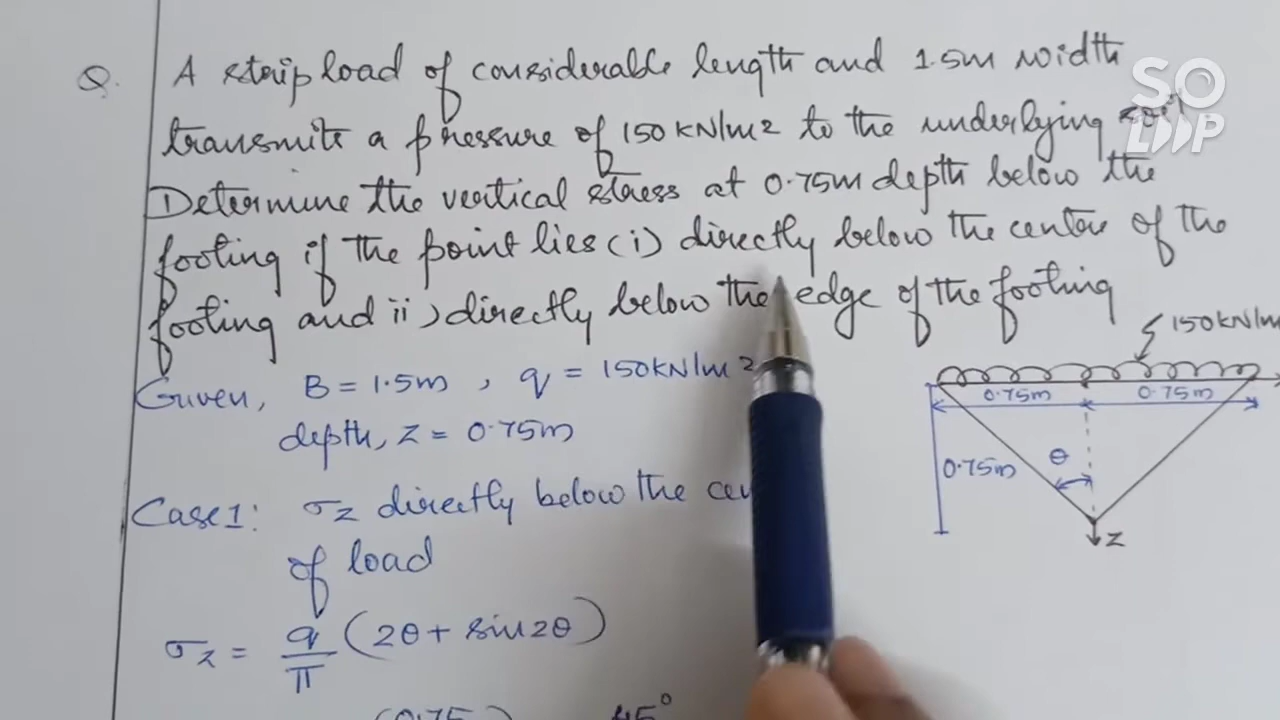 Q. A strip load of considerable length and 1.5m width
transmits a pressure of 150 kN/m2 to the underlying soil
Determine the vertical stress at 0.75m depth below the
footing if the point lies (i) directly below the centre of the
footing and ii) directly below the edge of the footing
Given, B = 1.5m , q = 150kN/m2
depth, z = 0.75m
Case 1: σz directly below the
of load
σz = q/π (2θ + sin2θ)
(0.75) 45°
150kN/m
0.75m 0.75m
0.75m θ
z
SO
LOOP